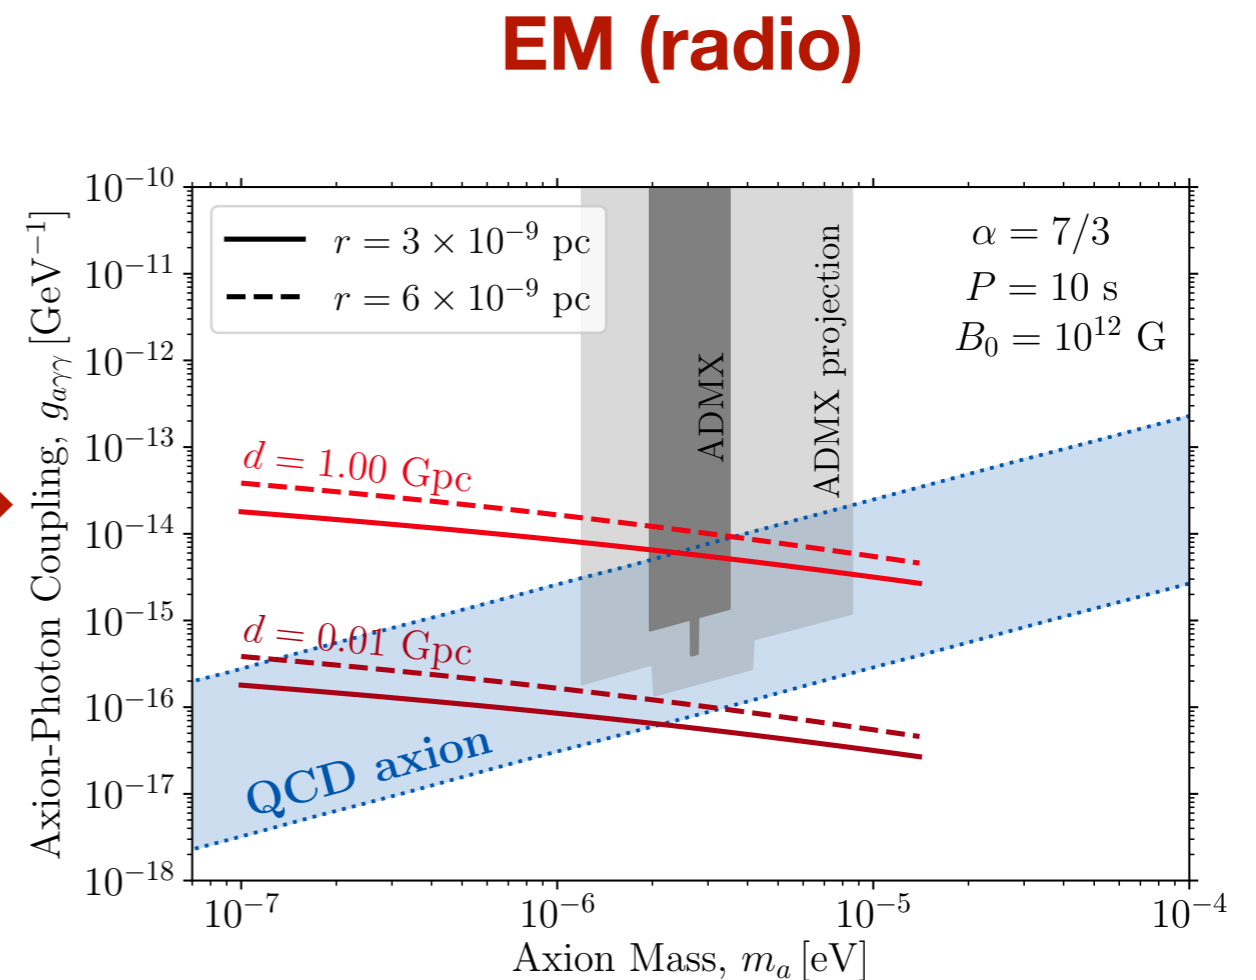 EM (radio)
r = 3 × 10⁻⁹ pc
r = 6 × 10⁻⁹ pc
α = 7/3
P = 10 s
B₀ = 10¹² G
ADMX
ADMX projection
d = 1.00 Gpc
d = 0.01 Gpc
QCD axion
Axion-Photon Coupling, g_{aγγ} [GeV⁻¹]
10⁻¹⁰
10⁻¹¹
10⁻¹²
10⁻¹³
10⁻¹⁴
10⁻¹⁵
10⁻¹⁶
10⁻¹⁷
10⁻¹⁸
10⁻⁷ 10⁻⁶ 10⁻⁵ 10⁻⁴
Axion Mass, mₐ [eV]